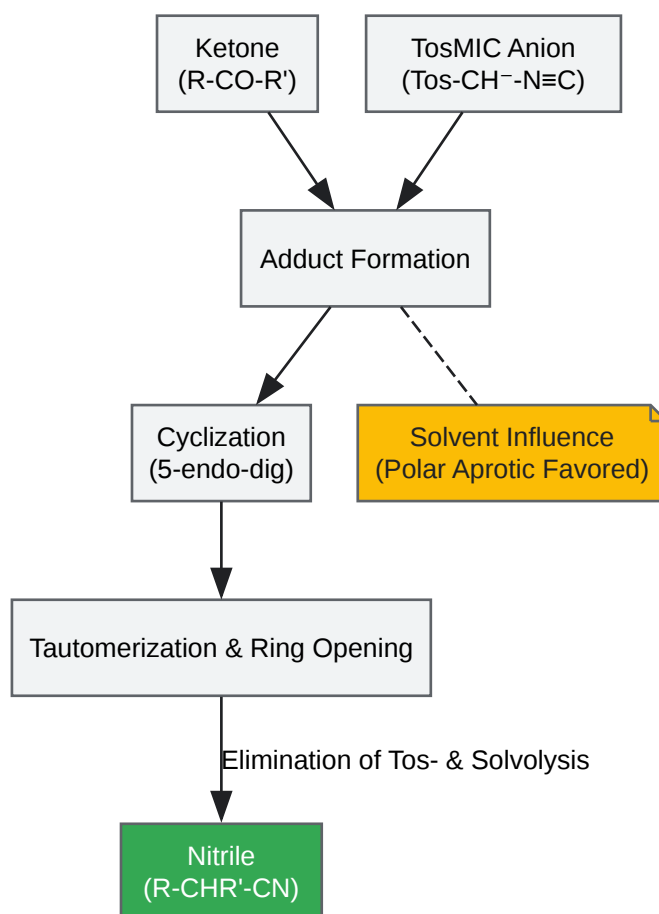 Ketone
(R-CO-R')
TosMIC Anion
(Tos-CH⁻-N≡C)
Adduct Formation
Cyclization
(5-endo-dig)
Solvent Influence
(Polar Aprotic Favored)
Tautomerization & Ring Opening
Elimination of Tos- & Solvolysis
Nitrile
(R-CHR'-CN)